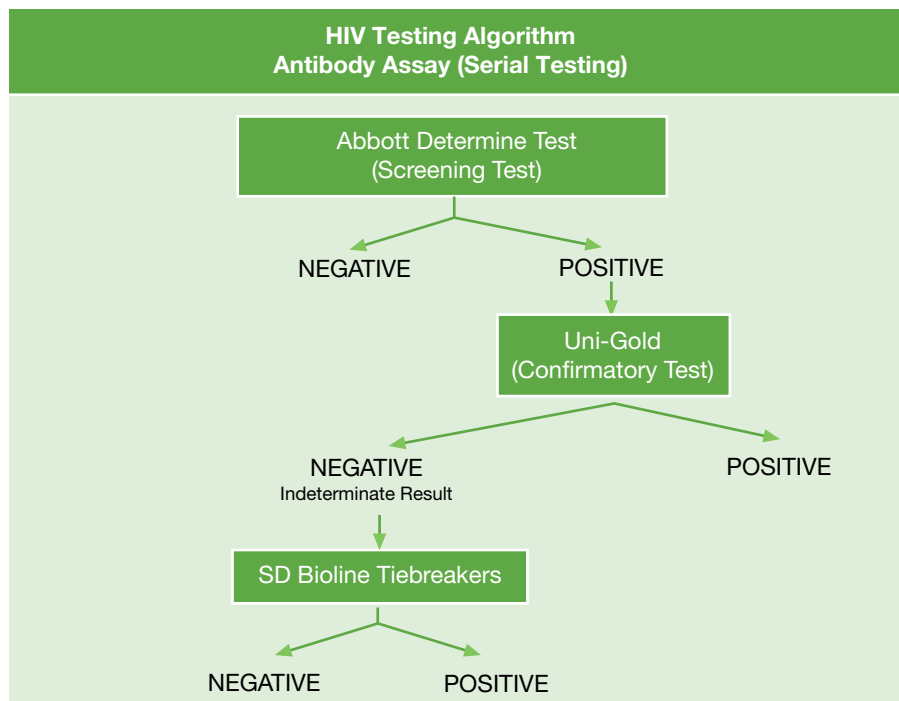 HIV Testing Algorithm
Antibody Assay (Serial Testing)
Abbott Determine Test
(Screening Test)
NEGATIVE
POSITIVE
Uni-Gold
(Confirmatory Test)
NEGATIVE
Indeterminate Result
POSITIVE
SD Bioline Tiebreakers
NEGATIVE
POSITIVE